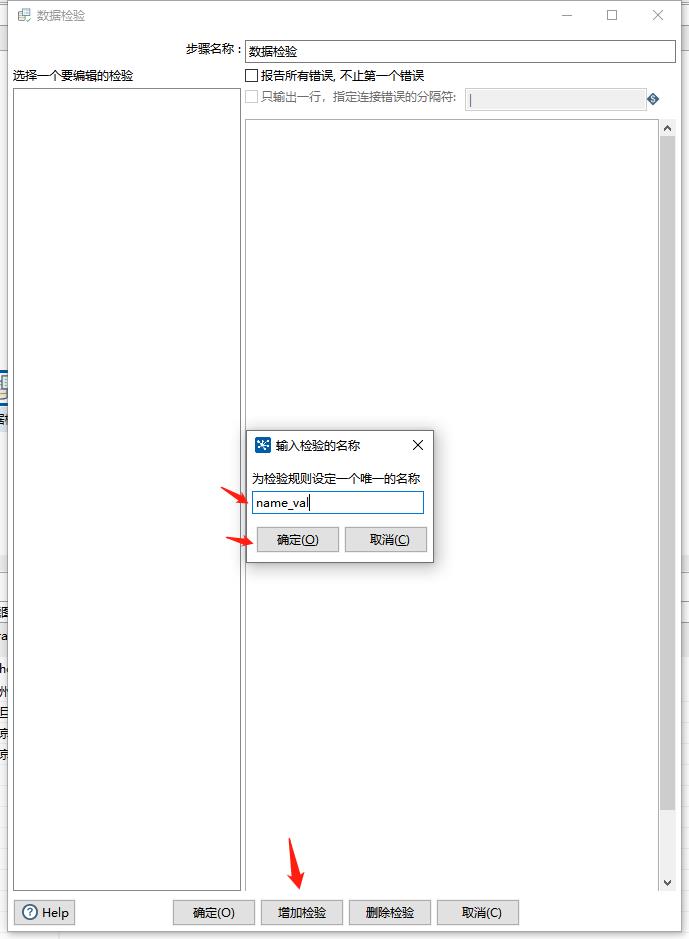 数据检验
步骤名称：数据检验
选择一个要编辑的检验
报告所有错误, 不止第一个错误
只输出一行，指定连接错误的分隔符: |
输入检验的名称
为检验规则设定一个唯一的名称
name_val
确定(O) 取消(C)
Help 确定(O) 增加检验 删除检验 取消(C)